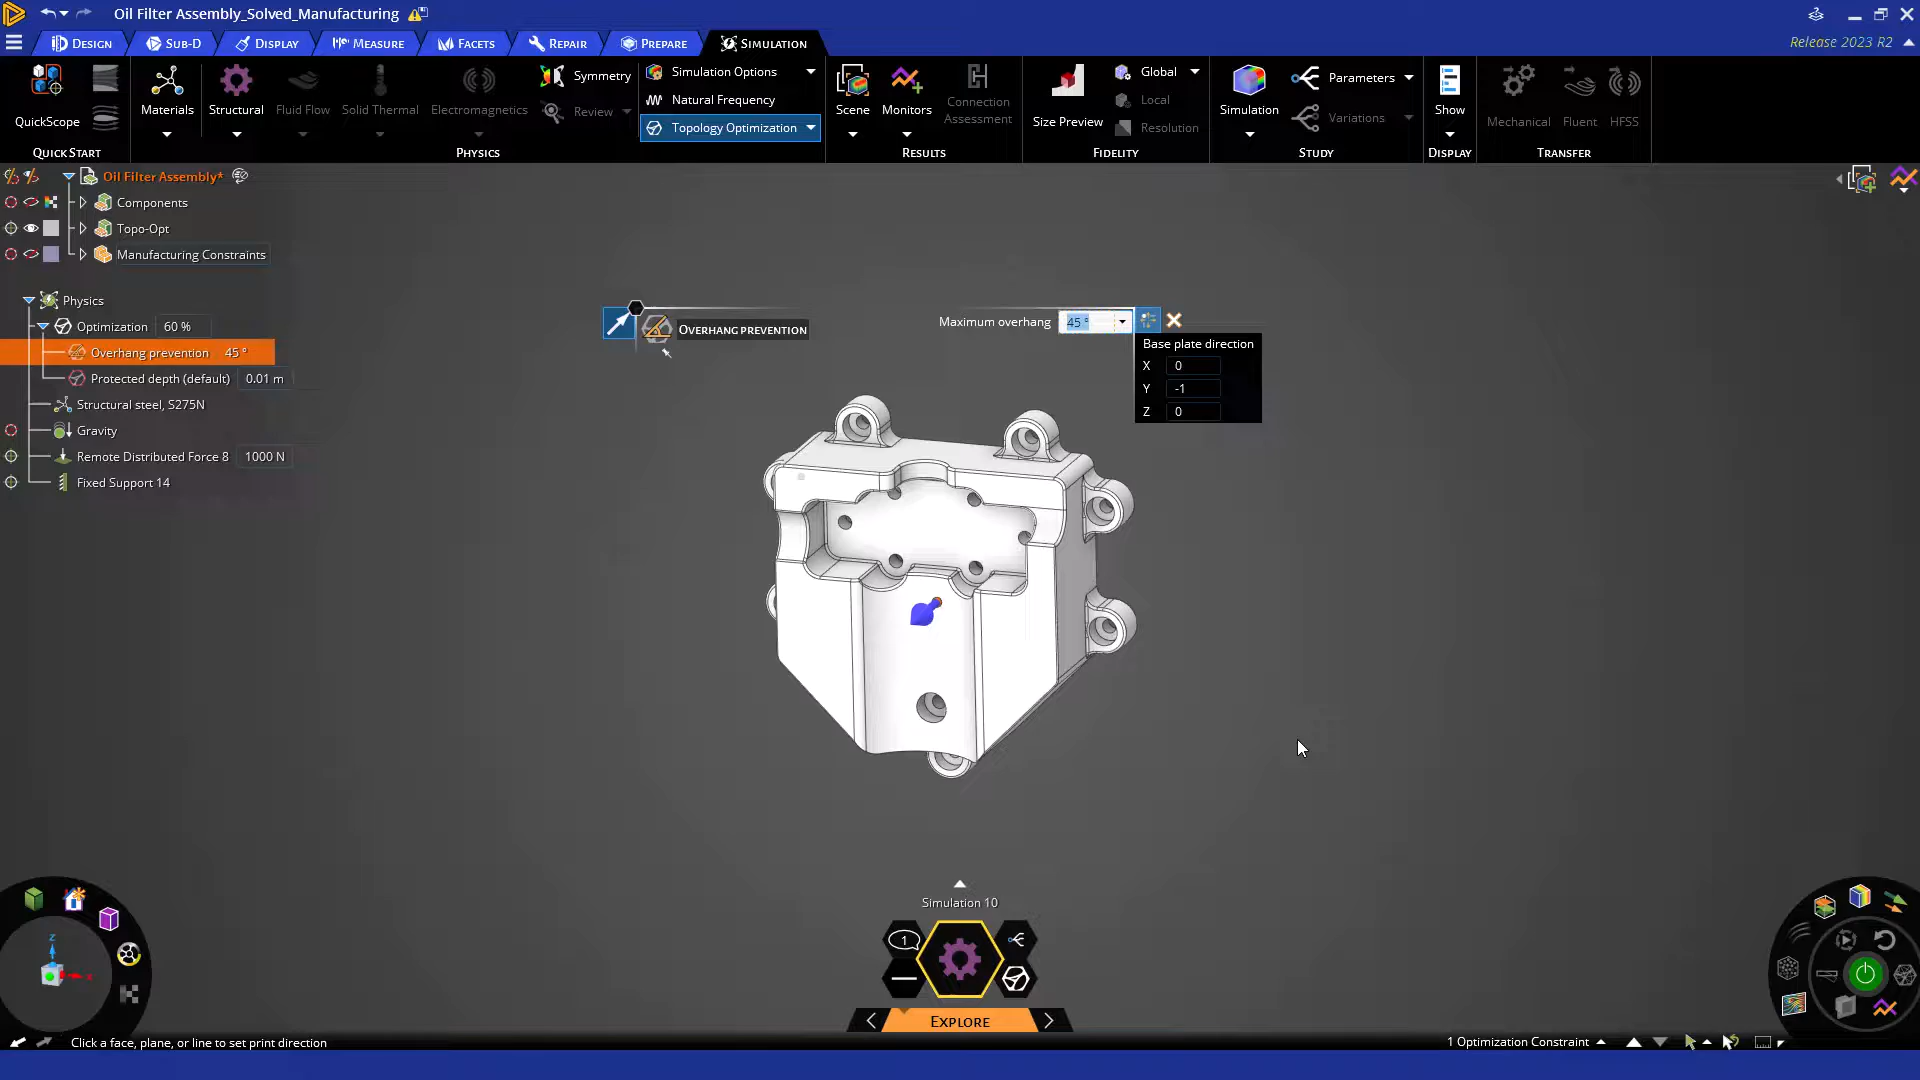 Oil Filter Assembly_Solved_Manufacturing
Design
Sub-D
Display
Measure
Facets
Repair
Prepare
Simulation
Release 2023 R2
QuickScope
Quick Start
Materials
Structural
Fluid Flow
Solid Thermal
Electromagnetics
Symmetry
Review
Simulation Options
Natural Frequency
Topology Optimization
Physics
Scene
Monitors
Connection
Assessment
Results
Size Preview
Global
Local
Resolution
Fidelity
Simulation
Parameters
Variations
Study
Show
Display
Mechanical
Fluent
HFSS
Transfer
Oil Filter Assembly*
Components
Topo-Opt
Manufacturing Constraints
Physics
Optimization 60 %
Overhang prevention 45 °
Protected depth (default) 0.01 m
Structural steel, S275N
Gravity
Remote Distributed Force 8 1000 N
Fixed Support 14
Overhang prevention
Maximum overhang 45 °
Base plate direction
X 0
Y -1
Z 0
Simulation 10
1
Explore
Z
X
Click a face, plane, or line to set print direction
1 Optimization Constraint